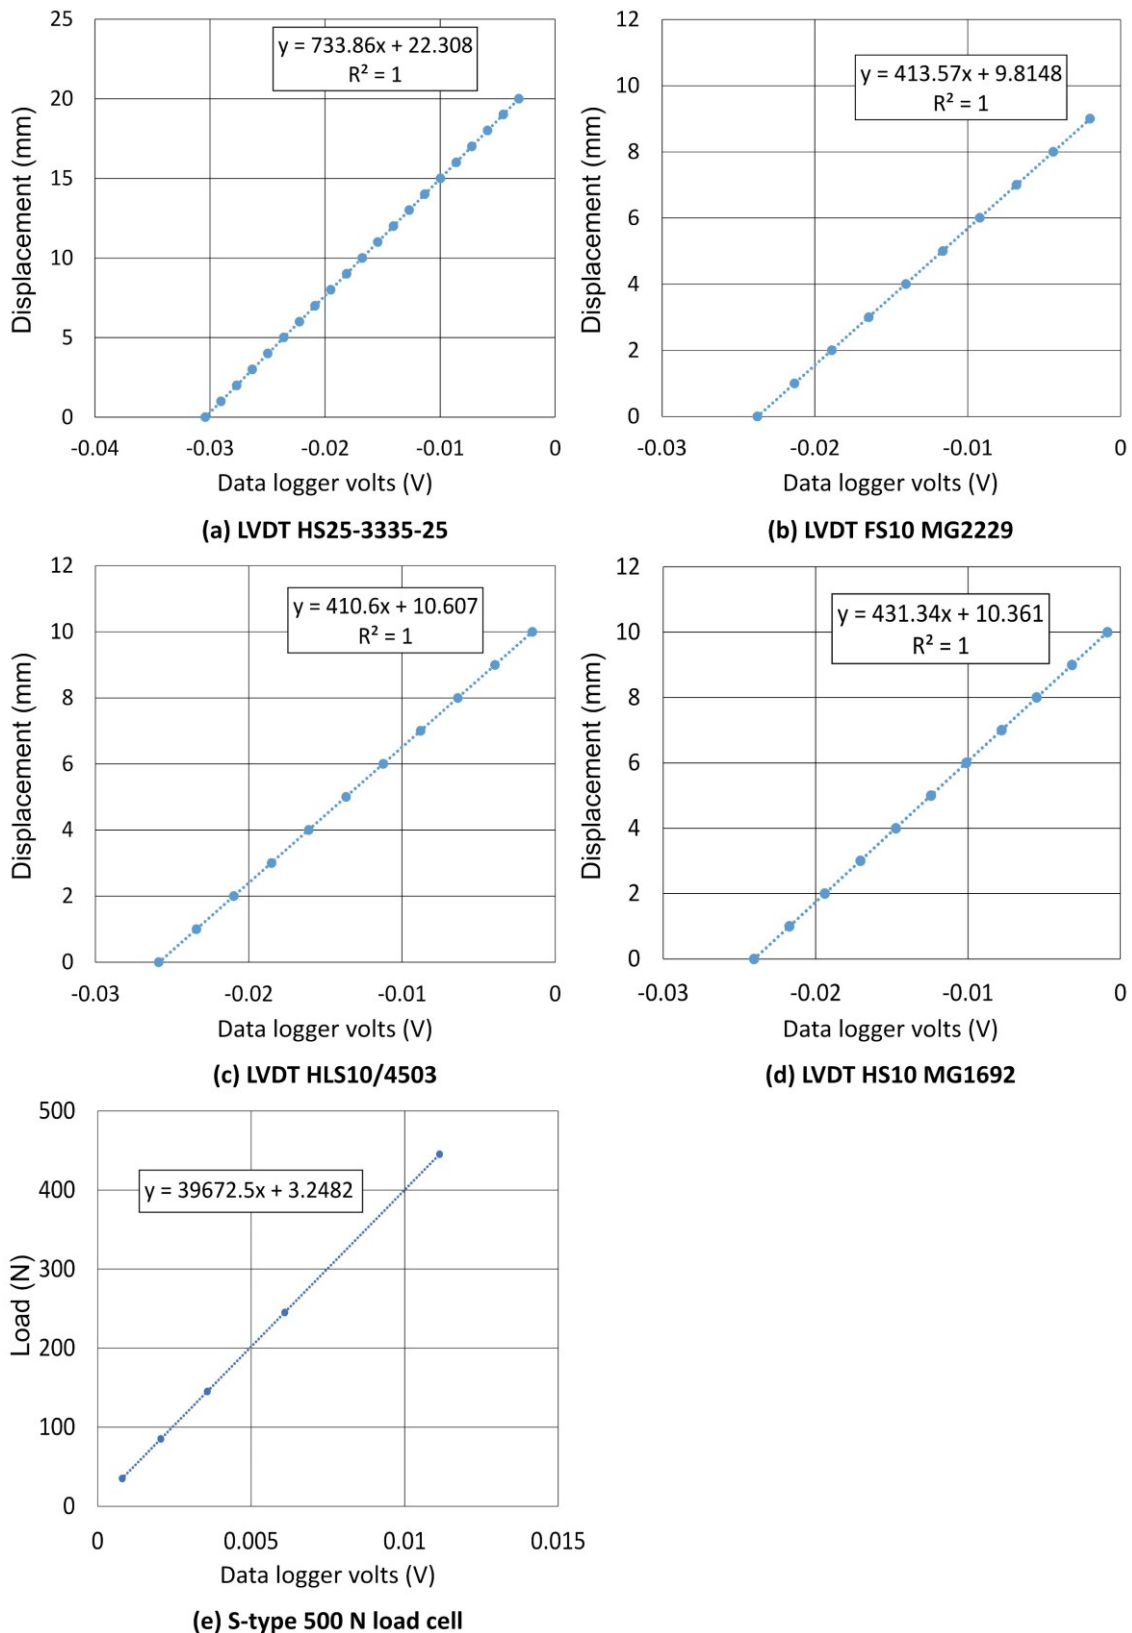 25
20
15
10
5
0
Displacement (mm)
y = 733.86x + 22.308
R² = 1
-0.04 -0.03 -0.02 -0.01 0
Data logger volts (V)
(a) LVDT HS25-3335-25
12
10
8
6
4
2
0
Displacement (mm)
y = 413.57x + 9.8148
R² = 1
-0.03 -0.02 -0.01 0
Data logger volts (V)
(b) LVDT FS10 MG2229
12
10
8
6
4
2
0
Displacement (mm)
y = 410.6x + 10.607
R² = 1
-0.03 -0.02 -0.01 0
Data logger volts (V)
(c) LVDT HLS10/4503
12
10
8
6
4
2
0
Displacement (mm)
y = 431.34x + 10.361
R² = 1
-0.03 -0.02 -0.01 0
Data logger volts (V)
(d) LVDT HS10 MG1692
500
400
300
200
100
0
Load (N)
y = 39672.5x + 3.2482
0 0.005 0.01 0.015
Data logger volts (V)
(e) S-type 500 N load cell